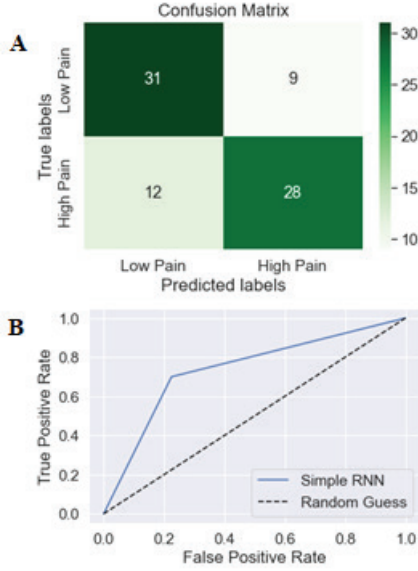 A
Confusion Matrix
True labels
Low Pain
High Pain
31
9
12
28
30
25
20
15
10
Low Pain
High Pain
Predicted labels
B
True Positive Rate
1.0
0.8
0.6
0.4
0.2
0.0
Simple RNN
Random Guess
0.0
0.2
0.4
0.6
0.8
1.0
False Positive Rate